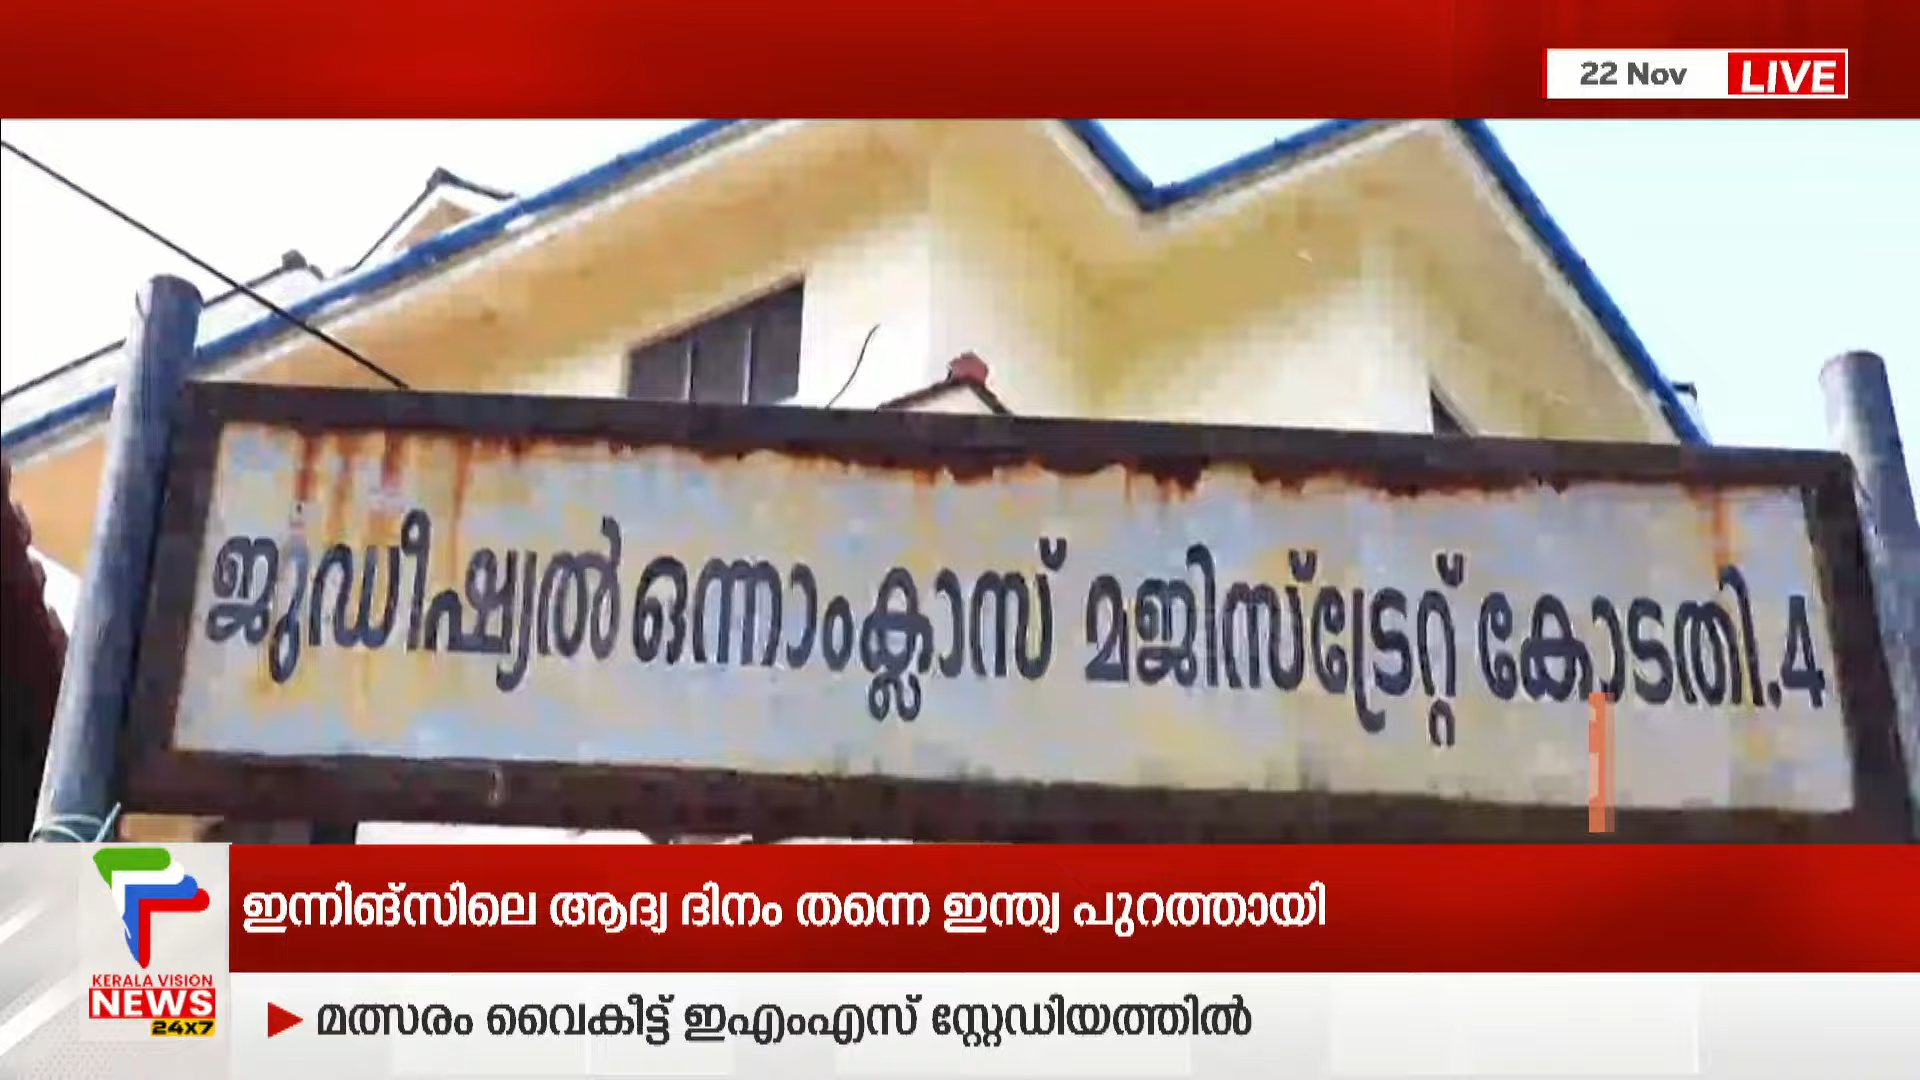 22 Nov LIVE
ജുഡീഷ്യൽ ഒന്നാംക്ലാസ് മജിസ്ട്രേറ്റ് കോടതി.4
ഇന്നിങ്സിലെ ആദ്യ ദിനം തന്നെ ഇന്ത്യ പുറത്തായി
KERALA VISION
NEWS
24x7
മത്സരം വൈകീട്ട് ഇഎംഎസ് സ്റ്റേഡിയത്തിൽ